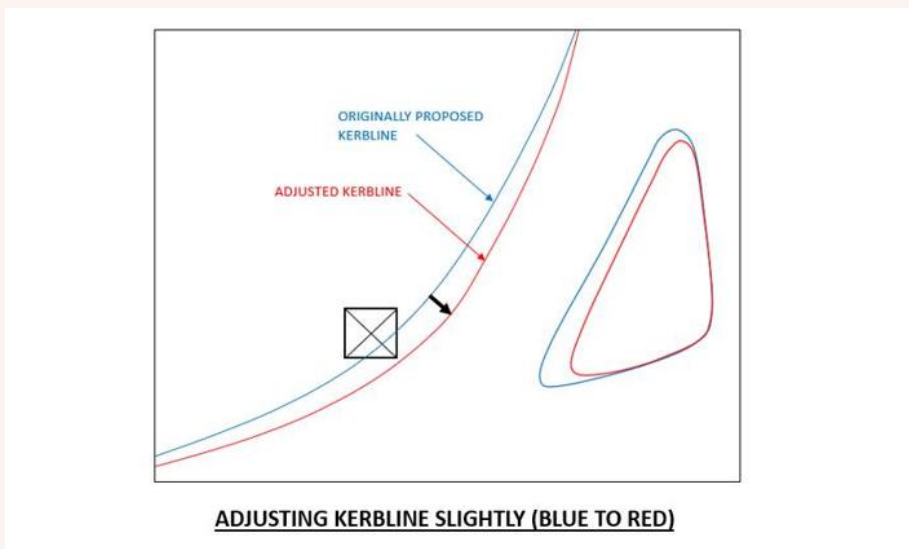 ORIGINALLY PROPOSED
KERBLINE
ADJUSTED KERBLINE
ADJUSTING KERBLINE SLIGHTLY (BLUE TO RED)